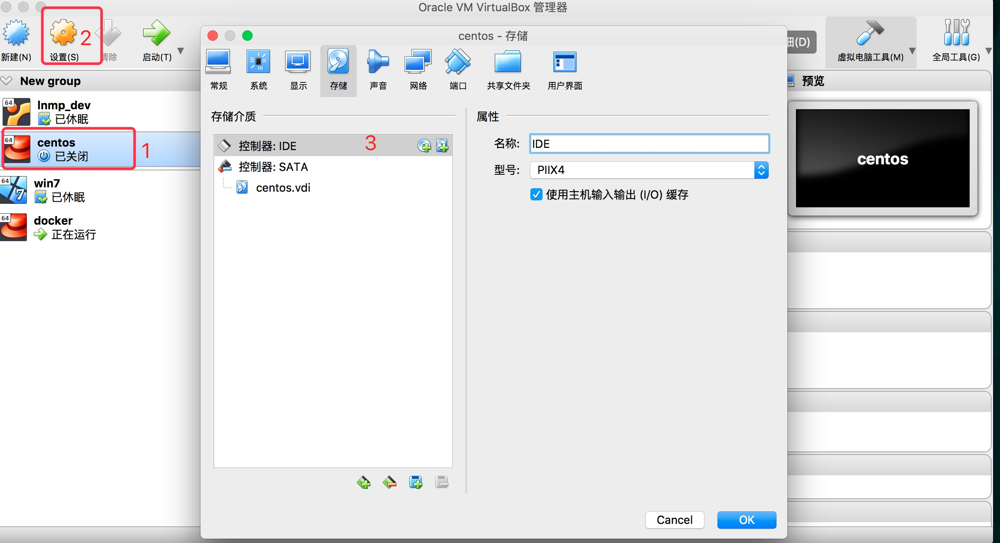 Oracle VM VirtualBox 管理器
新建(N)
设置(S)
2
清除
启动(T)
细(D)
虚拟电脑工具(M)
全局工具(G)
New group
64
lnmp_dev
已休眠
64
centos
已关闭
1
64
win7
已休眠
64
docker
正在运行
centos - 存储
常规
系统
显示
存储
声音
网络
端口
共享文件夹
用户界面
存储介质
控制器: IDE
3
控制器: SATA
centos.vdi
属性
名称: IDE
型号: PIIX4
使用主机输入输出 (I/O) 缓存
Cancel
OK
预览
centos